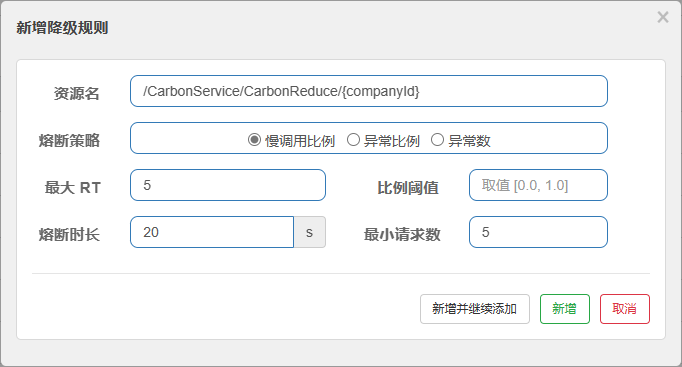 新增降级规则 ×
资源名 /CarbonService/CarbonReduce/{companyId}
熔断策略 慢调用比例 异常比例 异常数
最大 RT 5 比例阈值 取值 [0.0, 1.0]
熔断时长 20 s 最小请求数 5
新增并继续添加 新增 取消